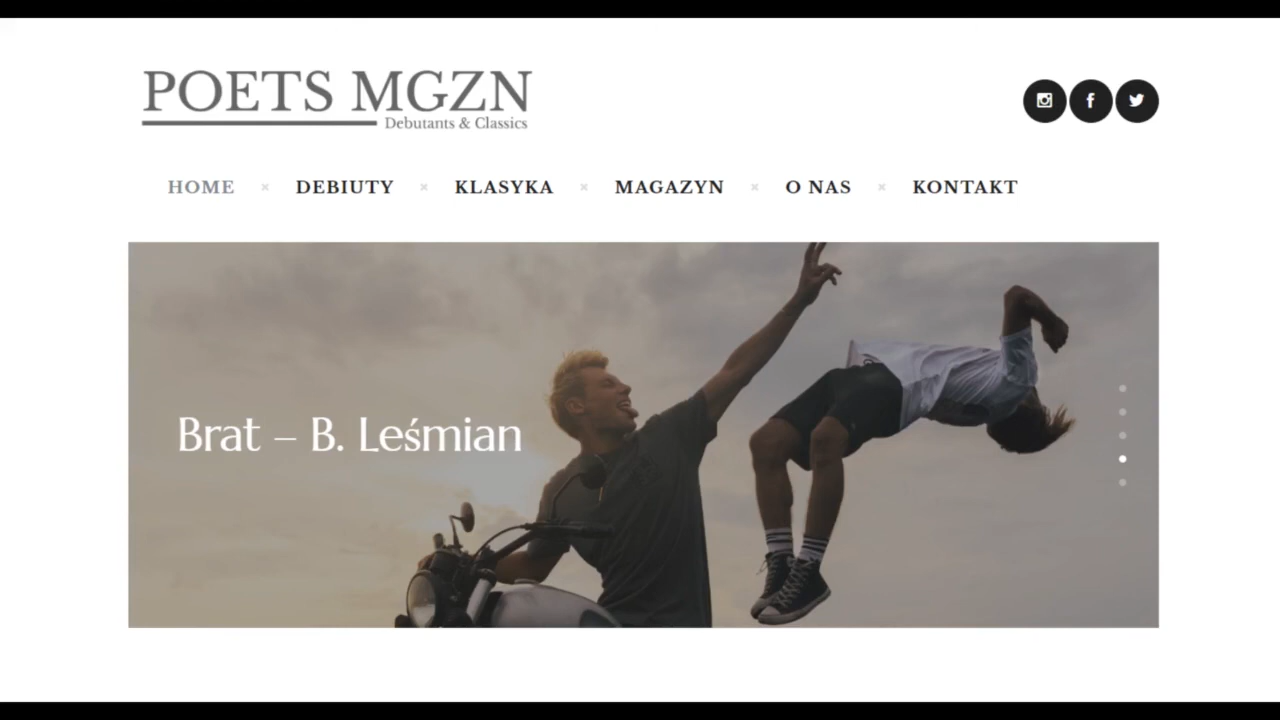 POETS MGZN
Debutants & Classics
HOME × DEBIUTY × KLASYKA × MAGAZYN × O NAS × KONTAKT
Brat – B. Leśmian